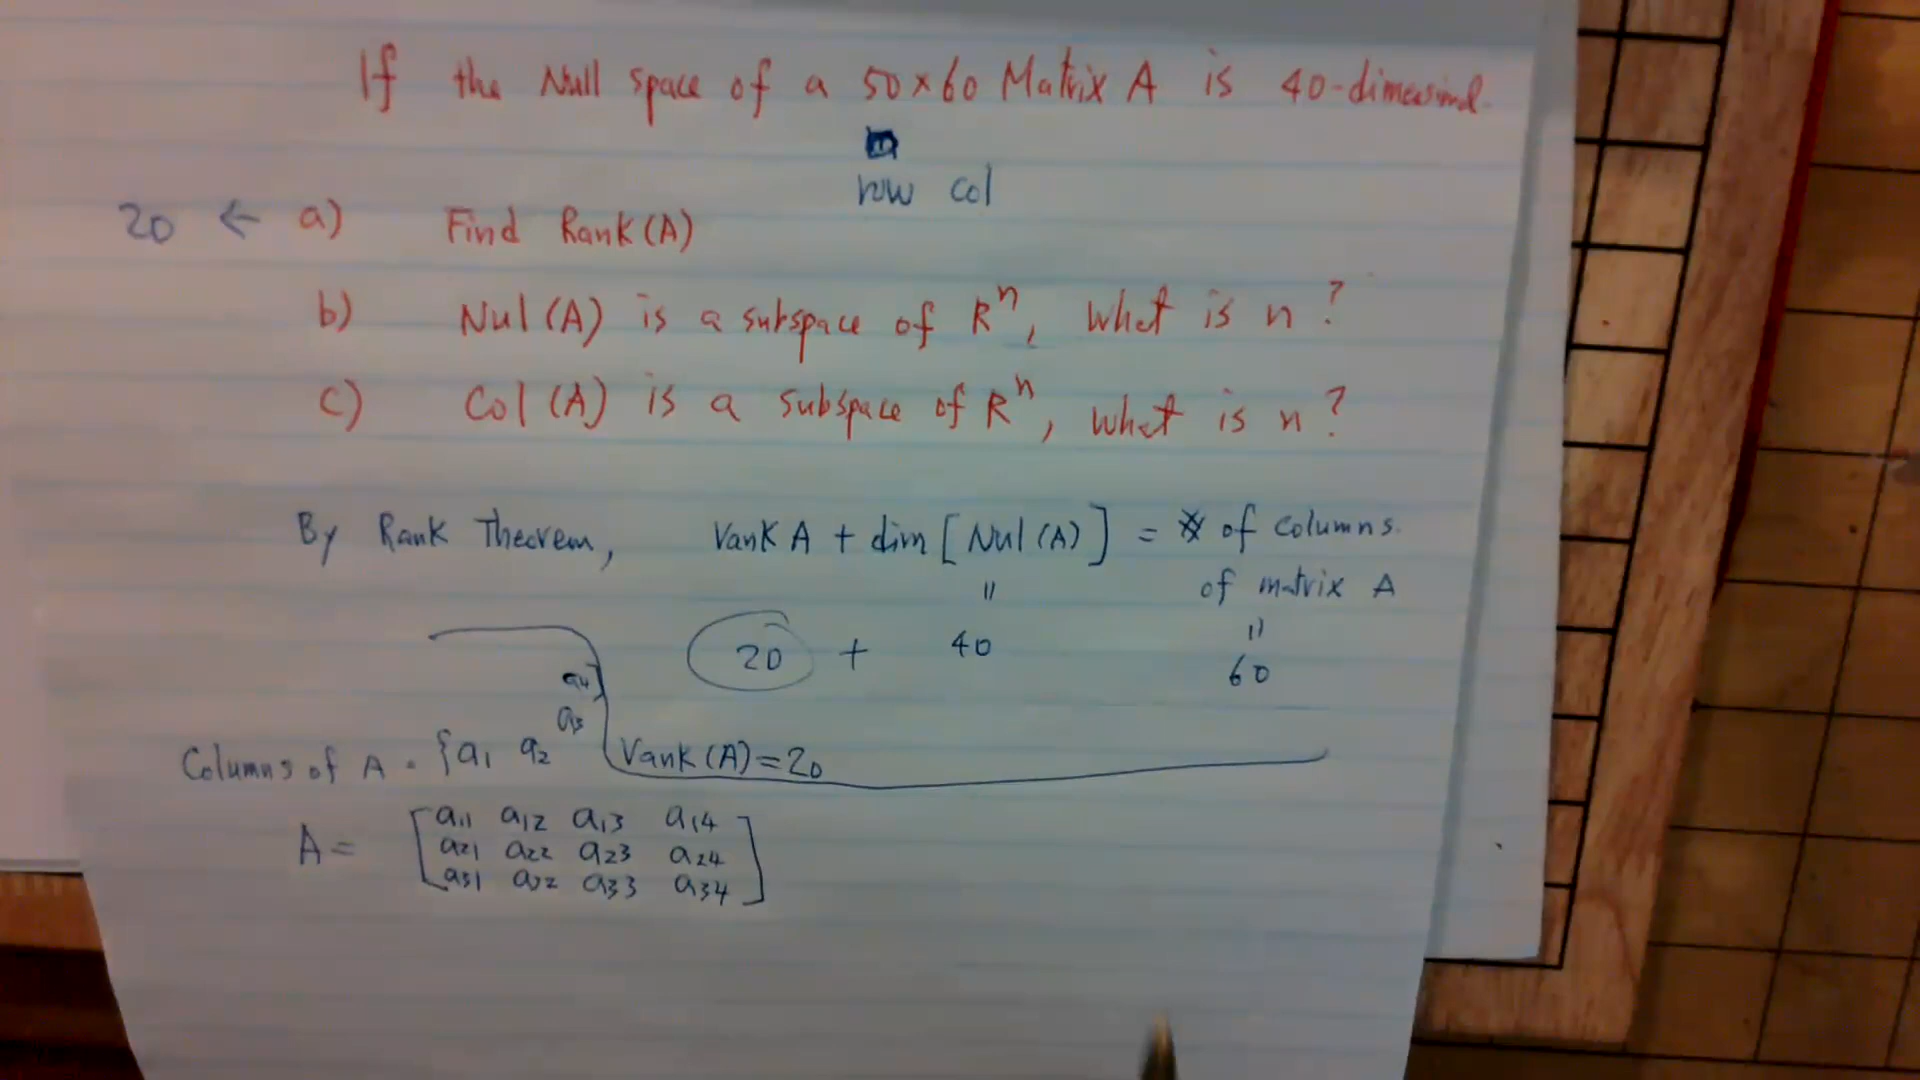 If the Null space of a 50×60 Matrix A is 40-dimensional.
row col
20 ← a) Find Rank(A)
b) Nul(A) is a subspace of Rⁿ, What is n?
c) Col(A) is a subspace of Rⁿ, What is n?
By Rank Theorem, rank A + dim [Nul(A)] = # of columns.
of matrix A
20 + 40 60
rank(A)=20
Columns of A = {a₁ a₂ a₃ a₄}
A = [a₁₁ a₁₂ a₁₃ a₁₄
a₂₁ a₂₂ a₂₃ a₂₄
a₃₁ a₃₂ a₃₃ a₃₄]